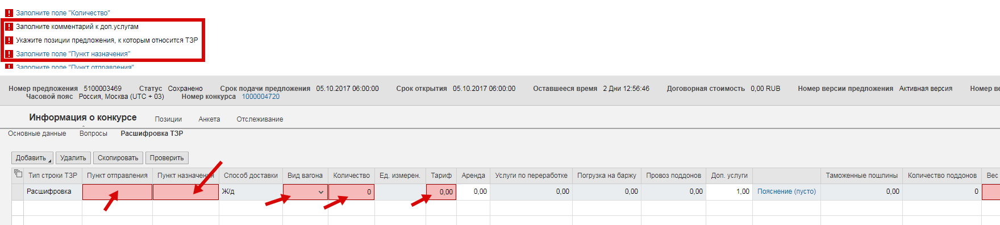 Заполните поле "Количество"
Заполните комментарий к доп.услугам
Укажите позиции предложения, к которым относится ТЗР
Заполните поле "Пункт назначения"
Заполните поле "Пункт отправления"
Номер предложения 5100003469 Статус Сохранено Срок подачи предложения 05.10.2017 06:00:00 Срок открытия 05.10.2017 06:00:00 Оставшееся время 2 Дни 12:56:46 Договорная стоимость 0,00 RUB Номер версии предложения Активная версия Номер ве
Часовой пояс Россия, Москва (UTC + 03) Номер конкурса 1000004720
Информация о конкурсе Позиции Анкета Отслеживание
Основные данные Вопросы Расшифровка ТЗР
Добавить Удалить Скопировать Проверить
Тип строки ТЗР Пункт отправления Пункт назначения Способ доставки Вид вагона Количество Ед. измерен. Тариф Аренда Услуги по переработке Погрузка на баржу Провоз поддонов Доп. услуги Таможенные пошлины Количество поддонов Вес
Расшифровка Ж/д 0 0,00 0,00 0,00 0,00 0,00 1,00 Пояснение (пусто) 0,00 0